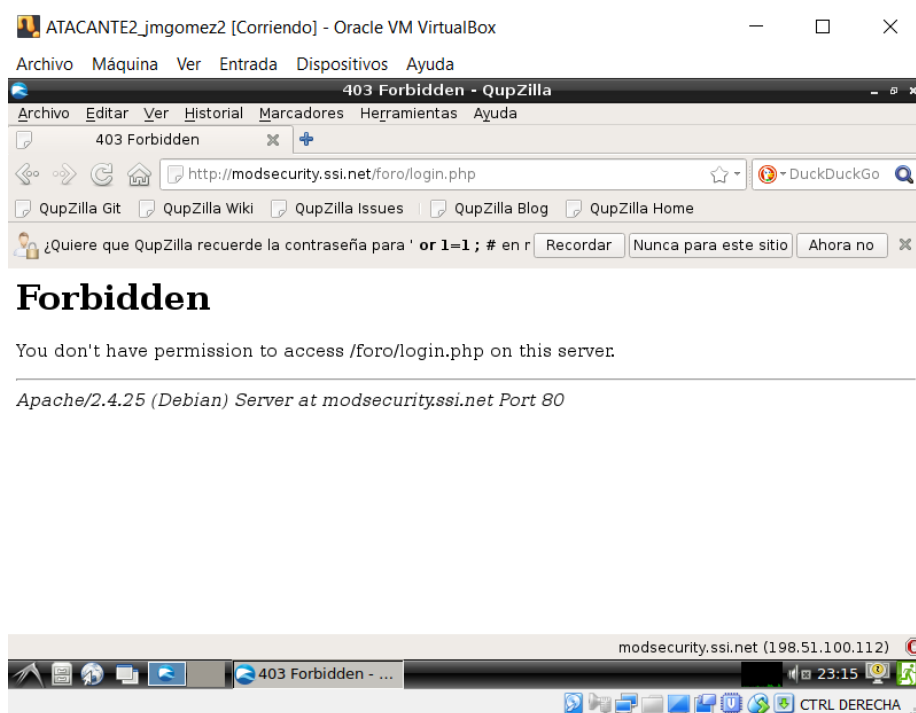 ATACANTE2_jmgomez2 [Corriendo] - Oracle VM VirtualBox
Archivo Máquina Ver Entrada Dispositivos Ayuda
403 Forbidden - QupZilla
Archivo Editar Ver Historial Marcadores Herramientas Ayuda
403 Forbidden
http://modsecurity.ssi.net/foro/login.php DuckDuckGo
QupZilla Git QupZilla Wiki QupZilla Issues QupZilla Blog QupZilla Home
¿Quiere que QupZilla recuerde la contraseña para ' or 1=1 ; # en r Recordar Nunca para este sitio Ahora no
Forbidden
You don't have permission to access /foro/login.php on this server.
Apache/2.4.25 (Debian) Server at modsecurity.ssi.net Port 80
modsecurity.ssi.net (198.51.100.112)
403 Forbidden - ... 23:15
CTRL DERECHA